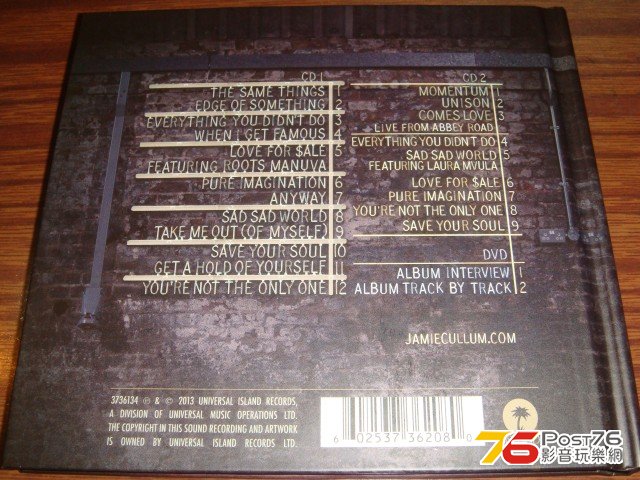 CD 1
THE SAME THINGS 1
EDGE OF SOMETHING 2
EVERYTHING YOU DIDN'T DO 3
WHEN I GET FAMOUS 4
LOVE FOR $ALE 5
FEATURING ROOTS MANUVA
PURE IMAGINATION 6
ANYWAY 7
SAD SAD WORLD 8
TAKE ME OUT (OF MYSELF) 9
SAVE YOUR SOUL 10
GET A HOLD OF YOURSELF
YOU'RE NOT THE ONLY ONE 12
CD 2
MOMENTUM 1
UNISON 2
COMES LOVE 3
LIVE FROM ABBEY ROAD
EVERYTHING YOU DIDN'T DO 4
SAD SAD WORLD 5
FEATURING LAURA MVULA
LOVE FOR $ALE 6
PURE IMAGINATION 7
YOU'RE NOT THE ONLY ONE 8
SAVE YOUR SOUL 9
DVD
ALBUM INTERVIEW 1
ALBUM TRACK BY TRACK 2
JAMIECULLUM.COM
3736134 ℗ & © 2013 UNIVERSAL ISLAND RECORDS,
A DIVISION OF UNIVERSAL MUSIC OPERATIONS LTD.
THE COPYRIGHT IN THIS SOUND RECORDING AND ARTWORK
IS OWNED BY UNIVERSAL ISLAND RECORDS LTD.
6 02537 36208 0
76 Post76
影音玩樂網